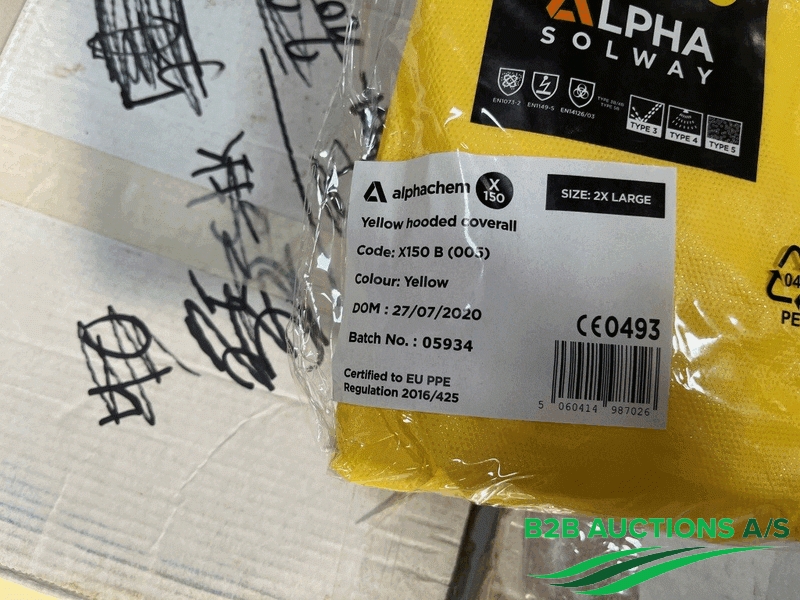 ALPHA
SOLWAY
EN1073-2
EN1149-5
EN14126/03
TYPE 3
TYPE 4
TYPE 5
alphachem X 150
SIZE: 2X LARGE
Yellow hooded coverall
Code: X150 B (005)
Colour: Yellow
DOM : 27/07/2020
Batch No. : 05934
CE0493
Certified to EU PPE
Regulation 2016/425
5 060414 987026
04
PE
B2B AUCTIONS A/S